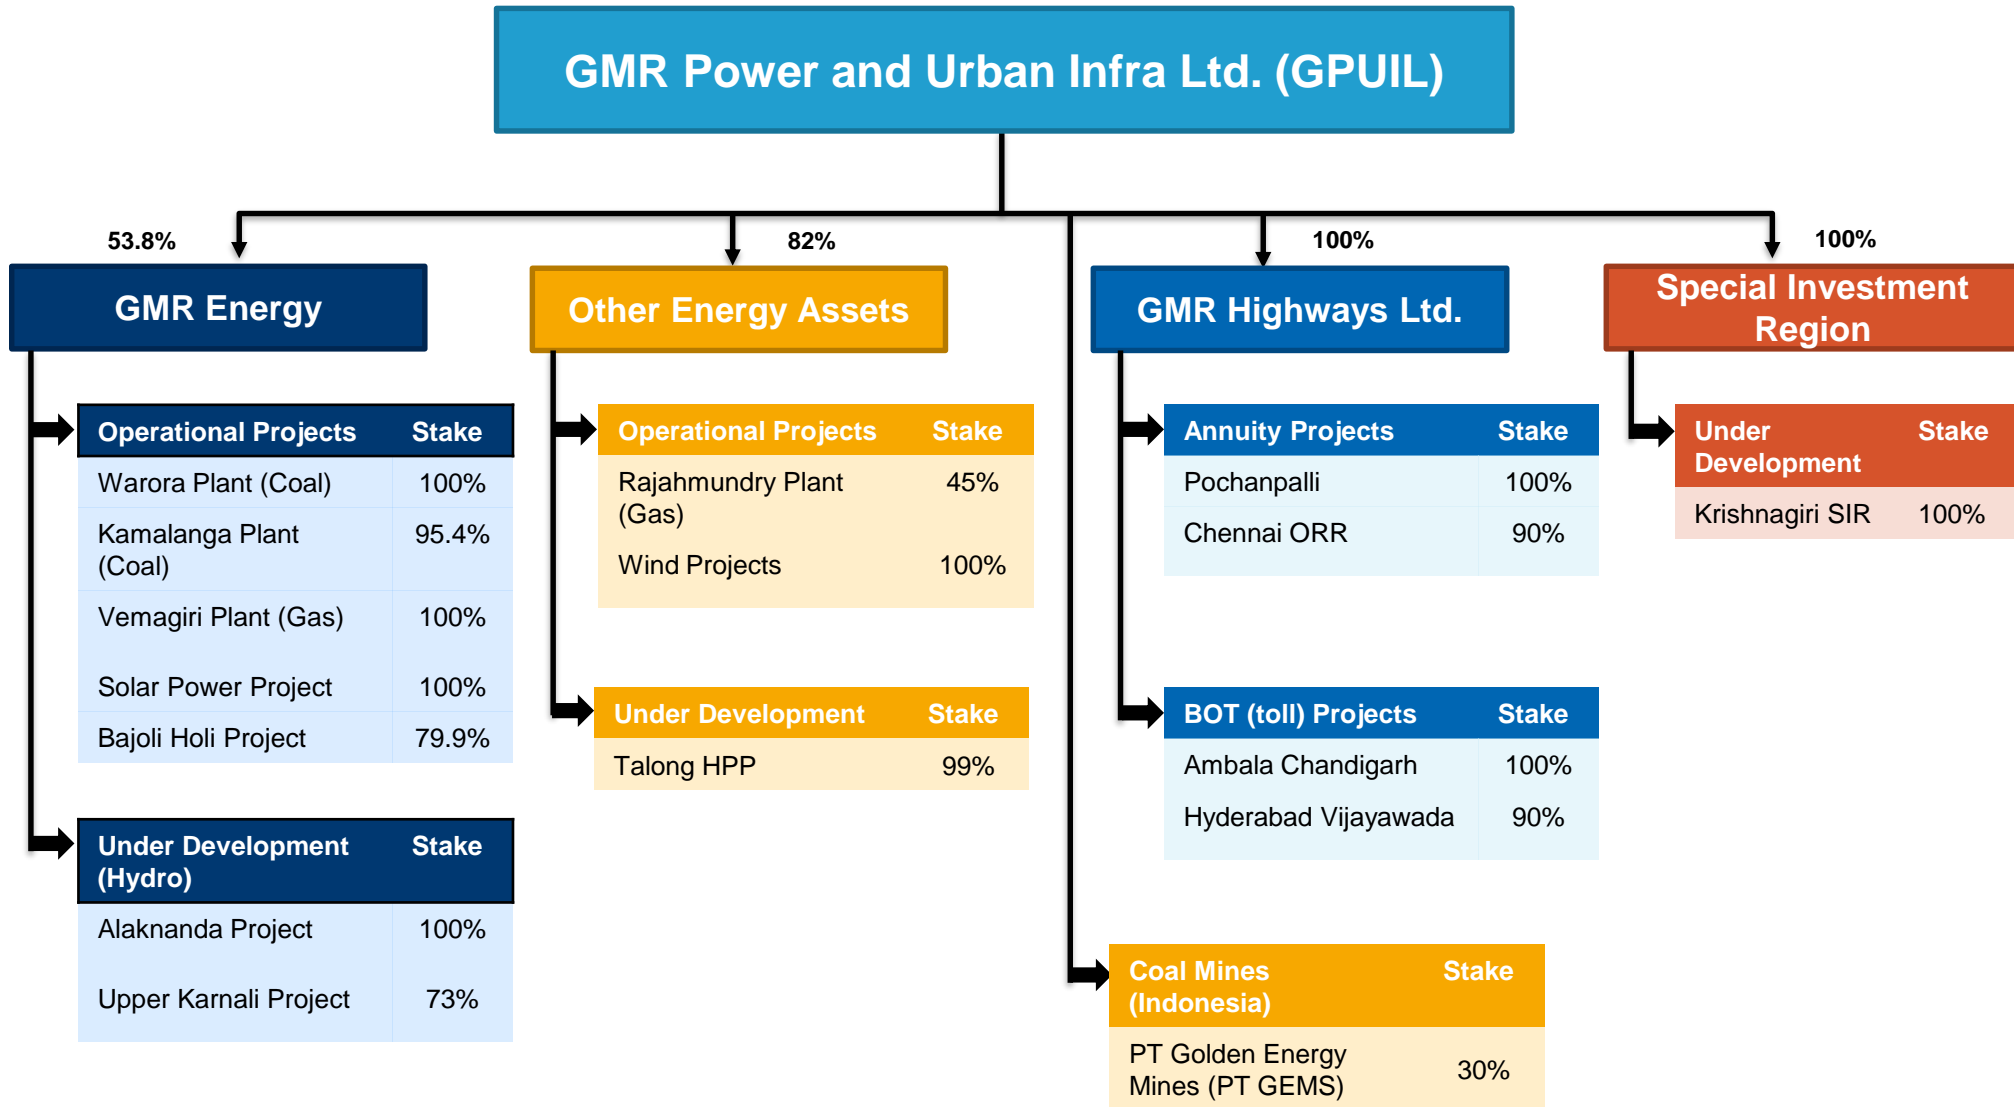 GMR Power and Urban Infra Ltd. (GPUIL)
53.8%
82%
100%
100%
GMR Energy
Other Energy Assets
GMR Highways Ltd.
Special Investment
Region
Operational Projects Stake
Warora Plant (Coal) 100%
Kamalanga Plant 95.4%
(Coal)
Vemagiri Plant (Gas) 100%
Solar Power Project 100%
Bajoli Holi Project 79.9%
Under Development Stake
(Hydro)
Alaknanda Project 100%
Upper Karnali Project 73%
Operational Projects Stake
Rajahmundry Plant 45%
(Gas)
Wind Projects 100%
Under Development Stake
Talong HPP 99%
Annuity Projects Stake
Pochanpalli 100%
Chennai ORR 90%
BOT (toll) Projects Stake
Ambala Chandigarh 100%
Hyderabad Vijayawada 90%
Coal Mines Stake
(Indonesia)
PT Golden Energy
Mines (PT GEMS) 30%
Under Stake
Development
Krishnagiri SIR 100%